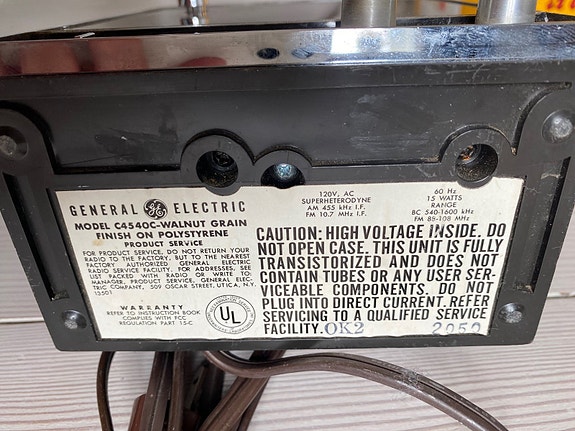 GENERAL GE ELECTRIC
MODEL C4540C-WALNUT GRAIN
FINISH ON POLYSTYRENE
PRODUCT SERVICE
FOR PRODUCT SERVICE, DO NOT RETURN YOUR
RADIO TO THE FACTORY, BUT TO THE NEAREST
FACTORY AUTHORIZED GENERAL ELECTRIC
SERVICE FACILITY. FOR ADDRESSES, SEE
LIST PACKED WITH RADIO OR WRITE TO
MANAGER, PRODUCT SERVICE, GENERAL ELEC-
TRIC COMPANY, 509 OSCAR STREET, UTICA, N.Y.
13501
WARRANTY
REFER TO INSTRUCTION BOOK
COMPLIES WITH FCC
REGULATION PART 15-C
UL
120V, AC
SUPERHETERODYNE
AM 455 kHz I.F.
FM 10.7 MHz I.F.
60 Hz
15 WATTS
RANGE
BC 540-1600 kHz
FM 88-108 MHz
CAUTION: HIGH VOLTAGE INSIDE. DO
NOT OPEN CASE. THIS UNIT IS FULLY
TRANSISTORIZED AND DOES NOT
CONTAIN TUBES OR ANY USER SER-
VICEABLE COMPONENTS. DO NOT
PLUG INTO DIRECT CURRENT. REFER
SERVICING TO A QUALIFIED SERVICE
FACILITY. OK2 2050